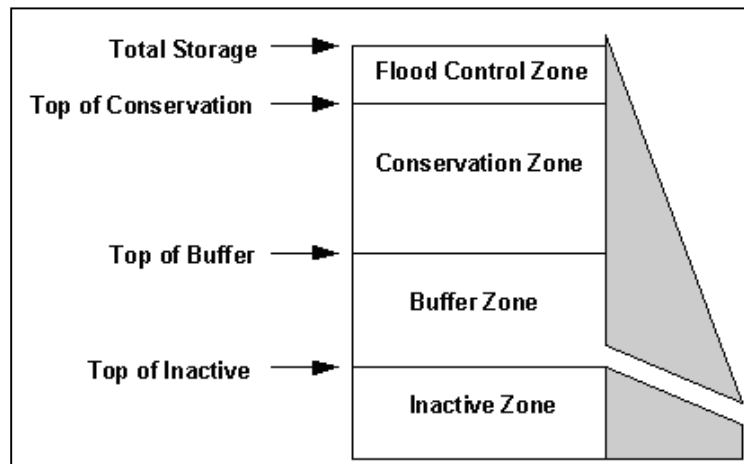 Total Storage
Flood Control Zone
Top of Conservation
Conservation Zone
Top of Buffer
Buffer Zone
Top of Inactive
Inactive Zone